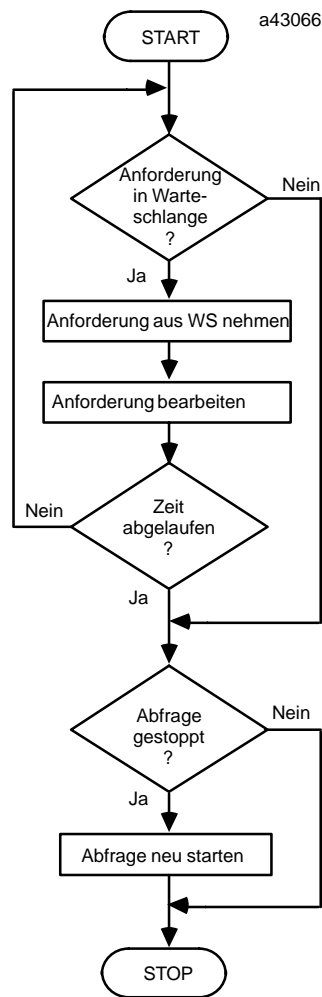 START
a43066
Anforderung
in Warte-
schlange
?
Nein
Ja
Anforderung aus WS nehmen
Anforderung bearbeiten
Nein
Zeit
abgelaufen
?
Ja
Abfrage
gestoppt
?
Nein
Ja
Abfrage neu starten
STOP